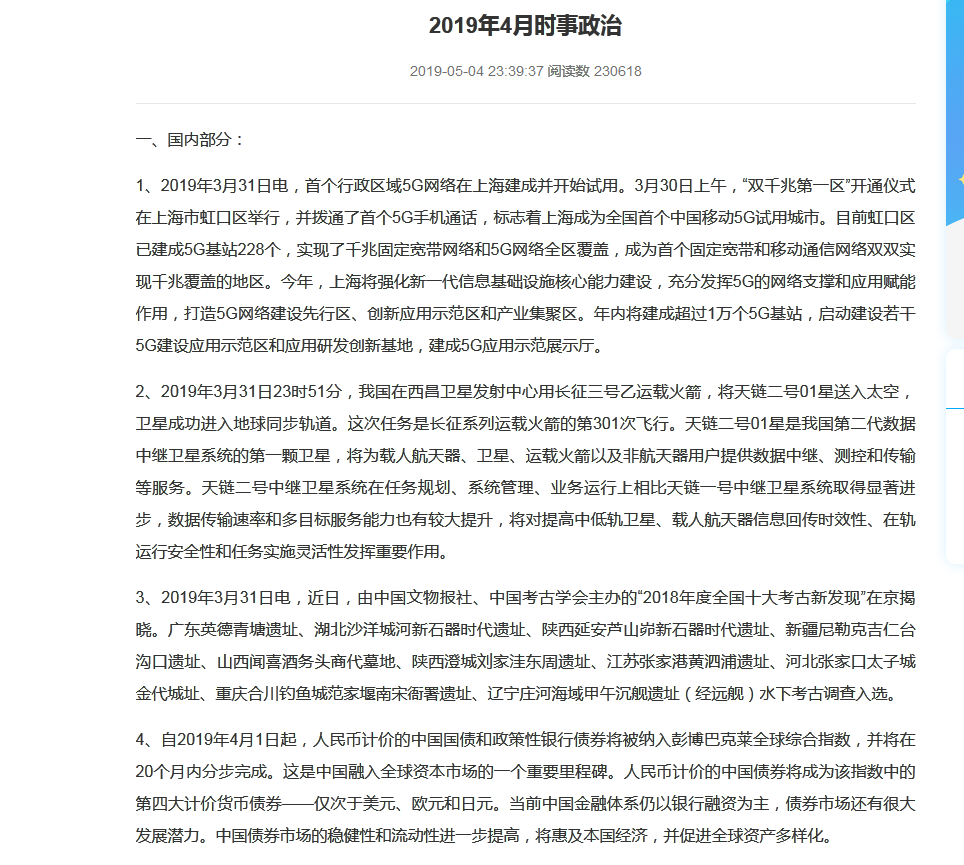 2019年4月时事政治
2019-05-04 23:39:37 阅读数 230618
一、国内部分：
1、2019年3月31日电，首个行政区域5G网络在上海建成并开始试用。3月30日上午，“双千兆第一区”开通仪式
在上海市虹口区举行，并拨通了首个5G手机通话，标志着上海成为全国首个中国移动5G试用城市。目前虹口区
已建成5G基站228个，实现了千兆固定宽带网络和5G网络全区覆盖，成为首个固定宽带和移动通信网络双双实
现千兆覆盖的地区。今年，上海将强化新一代信息基础设施核心能力建设，充分发挥5G的网络支撑和应用赋能
作用，打造5G网络建设先行区、创新应用示范区和产业集聚区。年内将建成超过1万个5G基站，启动建设若干
5G建设应用示范区和应用研发创新基地，建成5G应用示范展示厅。
2、2019年3月31日23时51分，我国在西昌卫星发射中心用长征三号乙运载火箭，将天链二号01星送入太空，
卫星成功进入地球同步轨道。这次任务是长征系列运载火箭的第301次飞行。天链二号01星是我国第二代数据
中继卫星系统的第一颗卫星，将为载人航天器、卫星、运载火箭以及非航天器用户提供数据中继、测控和传输
等服务。天链二号中继卫星系统在任务规划、系统管理、业务运行上相比天链一号中继卫星系统取得显著进
步，数据传输速率和多目标服务能力也有较大提升，将对提高中低轨卫星、载人航天器信息回传时效性、在轨
运行安全性和任务实施灵活性发挥重要作用。
3、2019年3月31日电，近日，由中国文物报社、中国考古学会主办的“2018年度全国十大考古新发现”在京揭
晓。广东英德青塘遗址、湖北沙洋城河新石器时代遗址、陕西延安芦山峁新石器时代遗址、新疆尼勒克吉仁台
沟口遗址、山西闻喜酒务头商代墓地、陕西澄城刘家洼东周遗址、江苏张家港黄泗浦遗址、河北张家口太子城
金代城址、重庆合川钓鱼城范家堰南宋衙署遗址、辽宁庄河海域甲午沉舰遗址（经远舰）水下考古调查入选。
4、自2019年4月1日起，人民币计价的中国国债和政策性银行债券将被纳入彭博巴克莱全球综合指数，并将在
20个月内分步完成。这是中国融入全球资本市场的一个重要里程碑。人民币计价的中国债券将成为该指数中的
第四大计价货币债券——仅次于美元、欧元和日元。当前中国金融体系仍以银行融资为主，债券市场还有很大
发展潜力。中国债券市场的稳健性和流动性进一步提高，将惠及本国经济，并促进全球资产多样化。